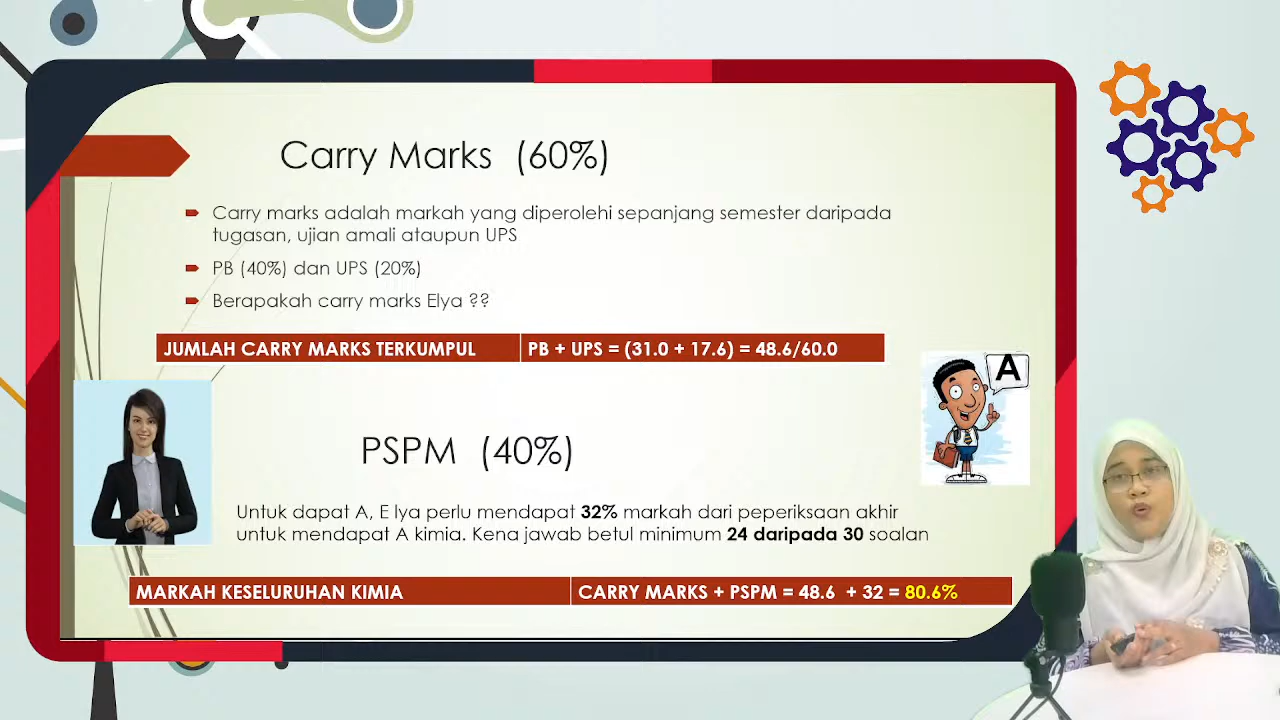 Carry Marks (60%)
Carry marks adalah markah yang diperolehi sepanjang semester daripada
tugasan, ujian amali ataupun UPS
PB (40%) dan UPS (20%)
Berapakah carry marks Elya ??
JUMLAH CARRY MARKS TERKUMPUL PB + UPS = (31.0 + 17.6) = 48.6/60.0
A
PSPM (40%)
Untuk dapat A, E lya perlu mendapat 32% markah dari peperiksaan akhir
untuk mendapat A kimia. Kena jawab betul minimum 24 daripada 30 soalan
MARKAH KESELURUHAN KIMIA CARRY MARKS + PSPM = 48.6 + 32 = 80.6%